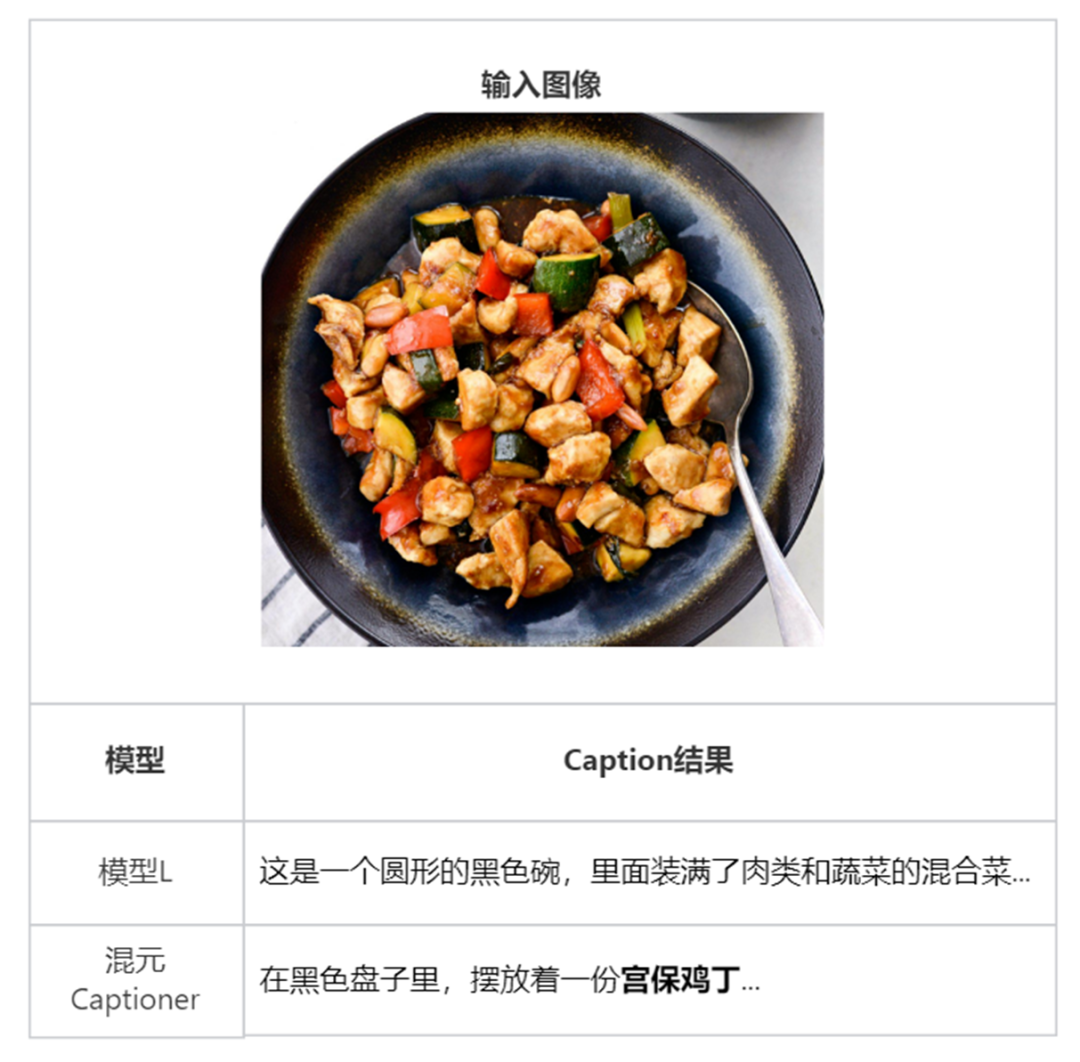 输入图像
模型
Caption结果
模型L
这是一个圆形的黑色碗，里面装满了肉类和蔬菜的混合菜...
混元
Captioner
在黑色盘子里，摆放着一份宫保鸡丁...